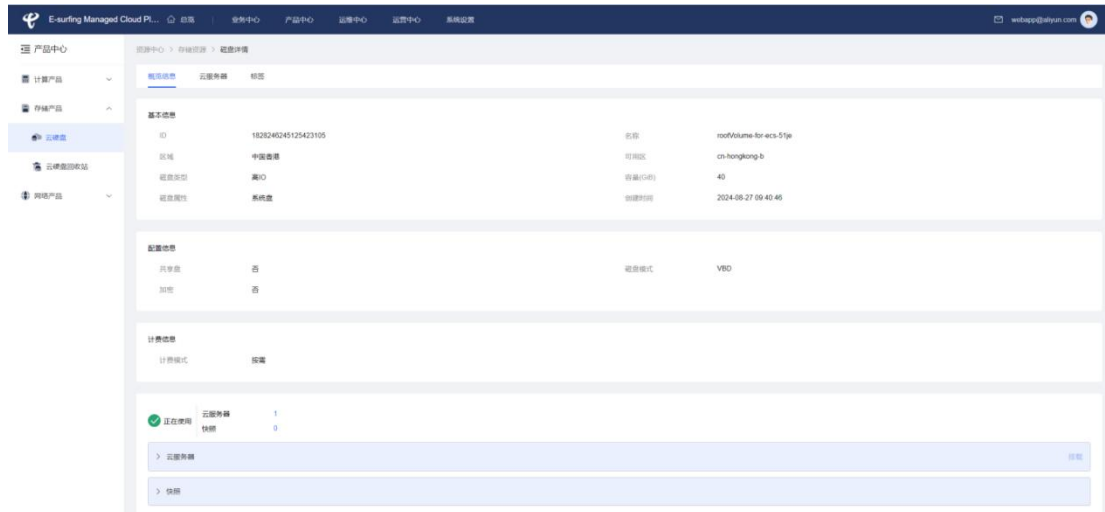 E-surfing Managed Cloud Pl... 总览 业务中心 产品中心 运维中心 运营中心 系统设置 webapp@aliyun.com
产品中心
资源中心 > 存储资源 > 磁盘详情
计算产品
概览信息 云服务器 标签
存储产品
基本信息
云硬盘
ID 1828246245125423105 名称 rootVolume-for-ecs-51je
区域 中国香港 可用区 cn-hongkong-b
云硬盘回收站
磁盘类型 高IO 容量(GiB) 40
网络产品
磁盘属性 系统盘 创建时间 2024-08-27 09:40:46
配置信息
共享盘 否 磁盘模式 VBD
加密 否
计费信息
计费模式 按需
正在使用
云服务器 1
快照 0
> 云服务器
> 快照